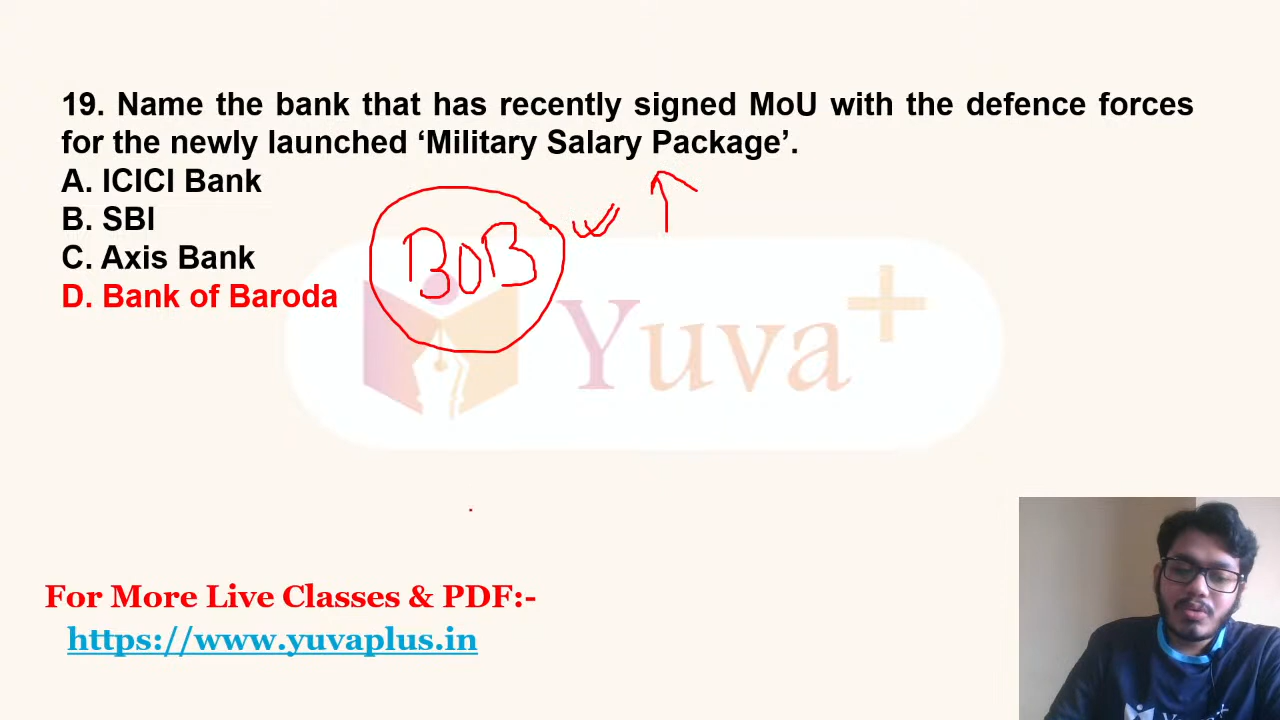 19. Name the bank that has recently signed MoU with the defence forces
for the newly launched ‘Military Salary Package’.
A. ICICI Bank
B. SBI
C. Axis Bank
D. Bank of Baroda
BOB
Yuva+
For More Live Classes & PDF:-
https://www.yuvaplus.in